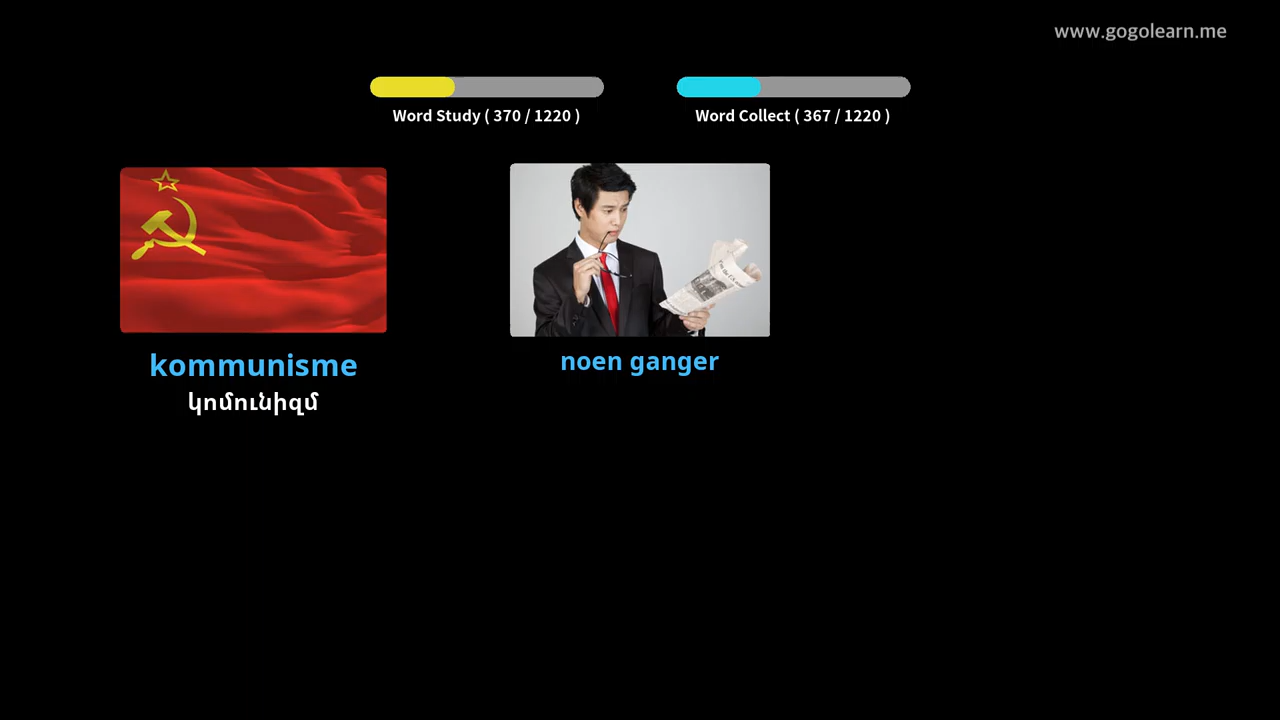 www.gogolearn.me
Word Study ( 370 / 1220 )
Word Collect ( 367 / 1220 )
kommunisme
կոմունիզմ
noen ganger